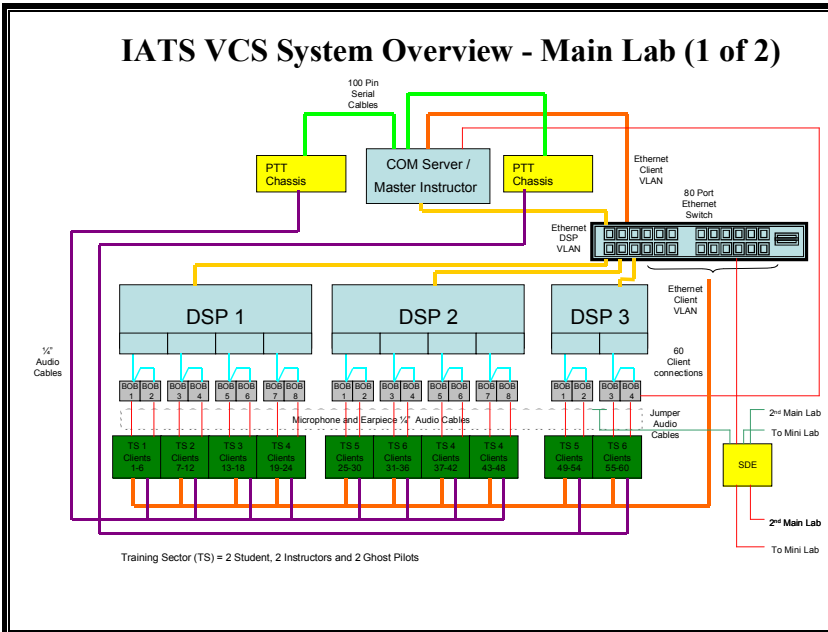 IATS VCS System Overview - Main Lab (1 of 2)
100 Pin
Serial
Calbles
PTT
Chassis
COM Server /
Master Instructor
PTT
Chassis
Ethernet
Client
VLAN
80 Port
Ethernet
Switch
Ethernet
DSP
VLAN
DSP 1
DSP 2
DSP 3
Ethernet
Client
VLAN
¼"
Audio
Cables
60
Client
connections
BOB
1
BOB
2
BOB
3
BOB
4
BOB
5
BOB
6
BOB
7
BOB
8
BOB
1
BOB
2
BOB
3
BOB
4
BOB
5
BOB
6
BOB
7
BOB
8
BOB
1
BOB
2
BOB
3
BOB
4
Microphone and Earpiece ¼" Audio Cables
Jumper
Audio
Cables
2nd Main Lab
To Mini Lab
TS 1
Clients
1-6
TS 2
Clients
7-12
TS 3
Clients
13-18
TS 4
Clients
19-24
TS 5
Clients
25-30
TS 6
Clients
31-36
TS 4
Clients
37-42
TS 4
Clients
43-48
TS 5
Clients
49-54
TS 6
Clients
55-60
SDE
2nd Main Lab
To Mini Lab
Training Sector (TS) = 2 Student, 2 Instructors and 2 Ghost Pilots